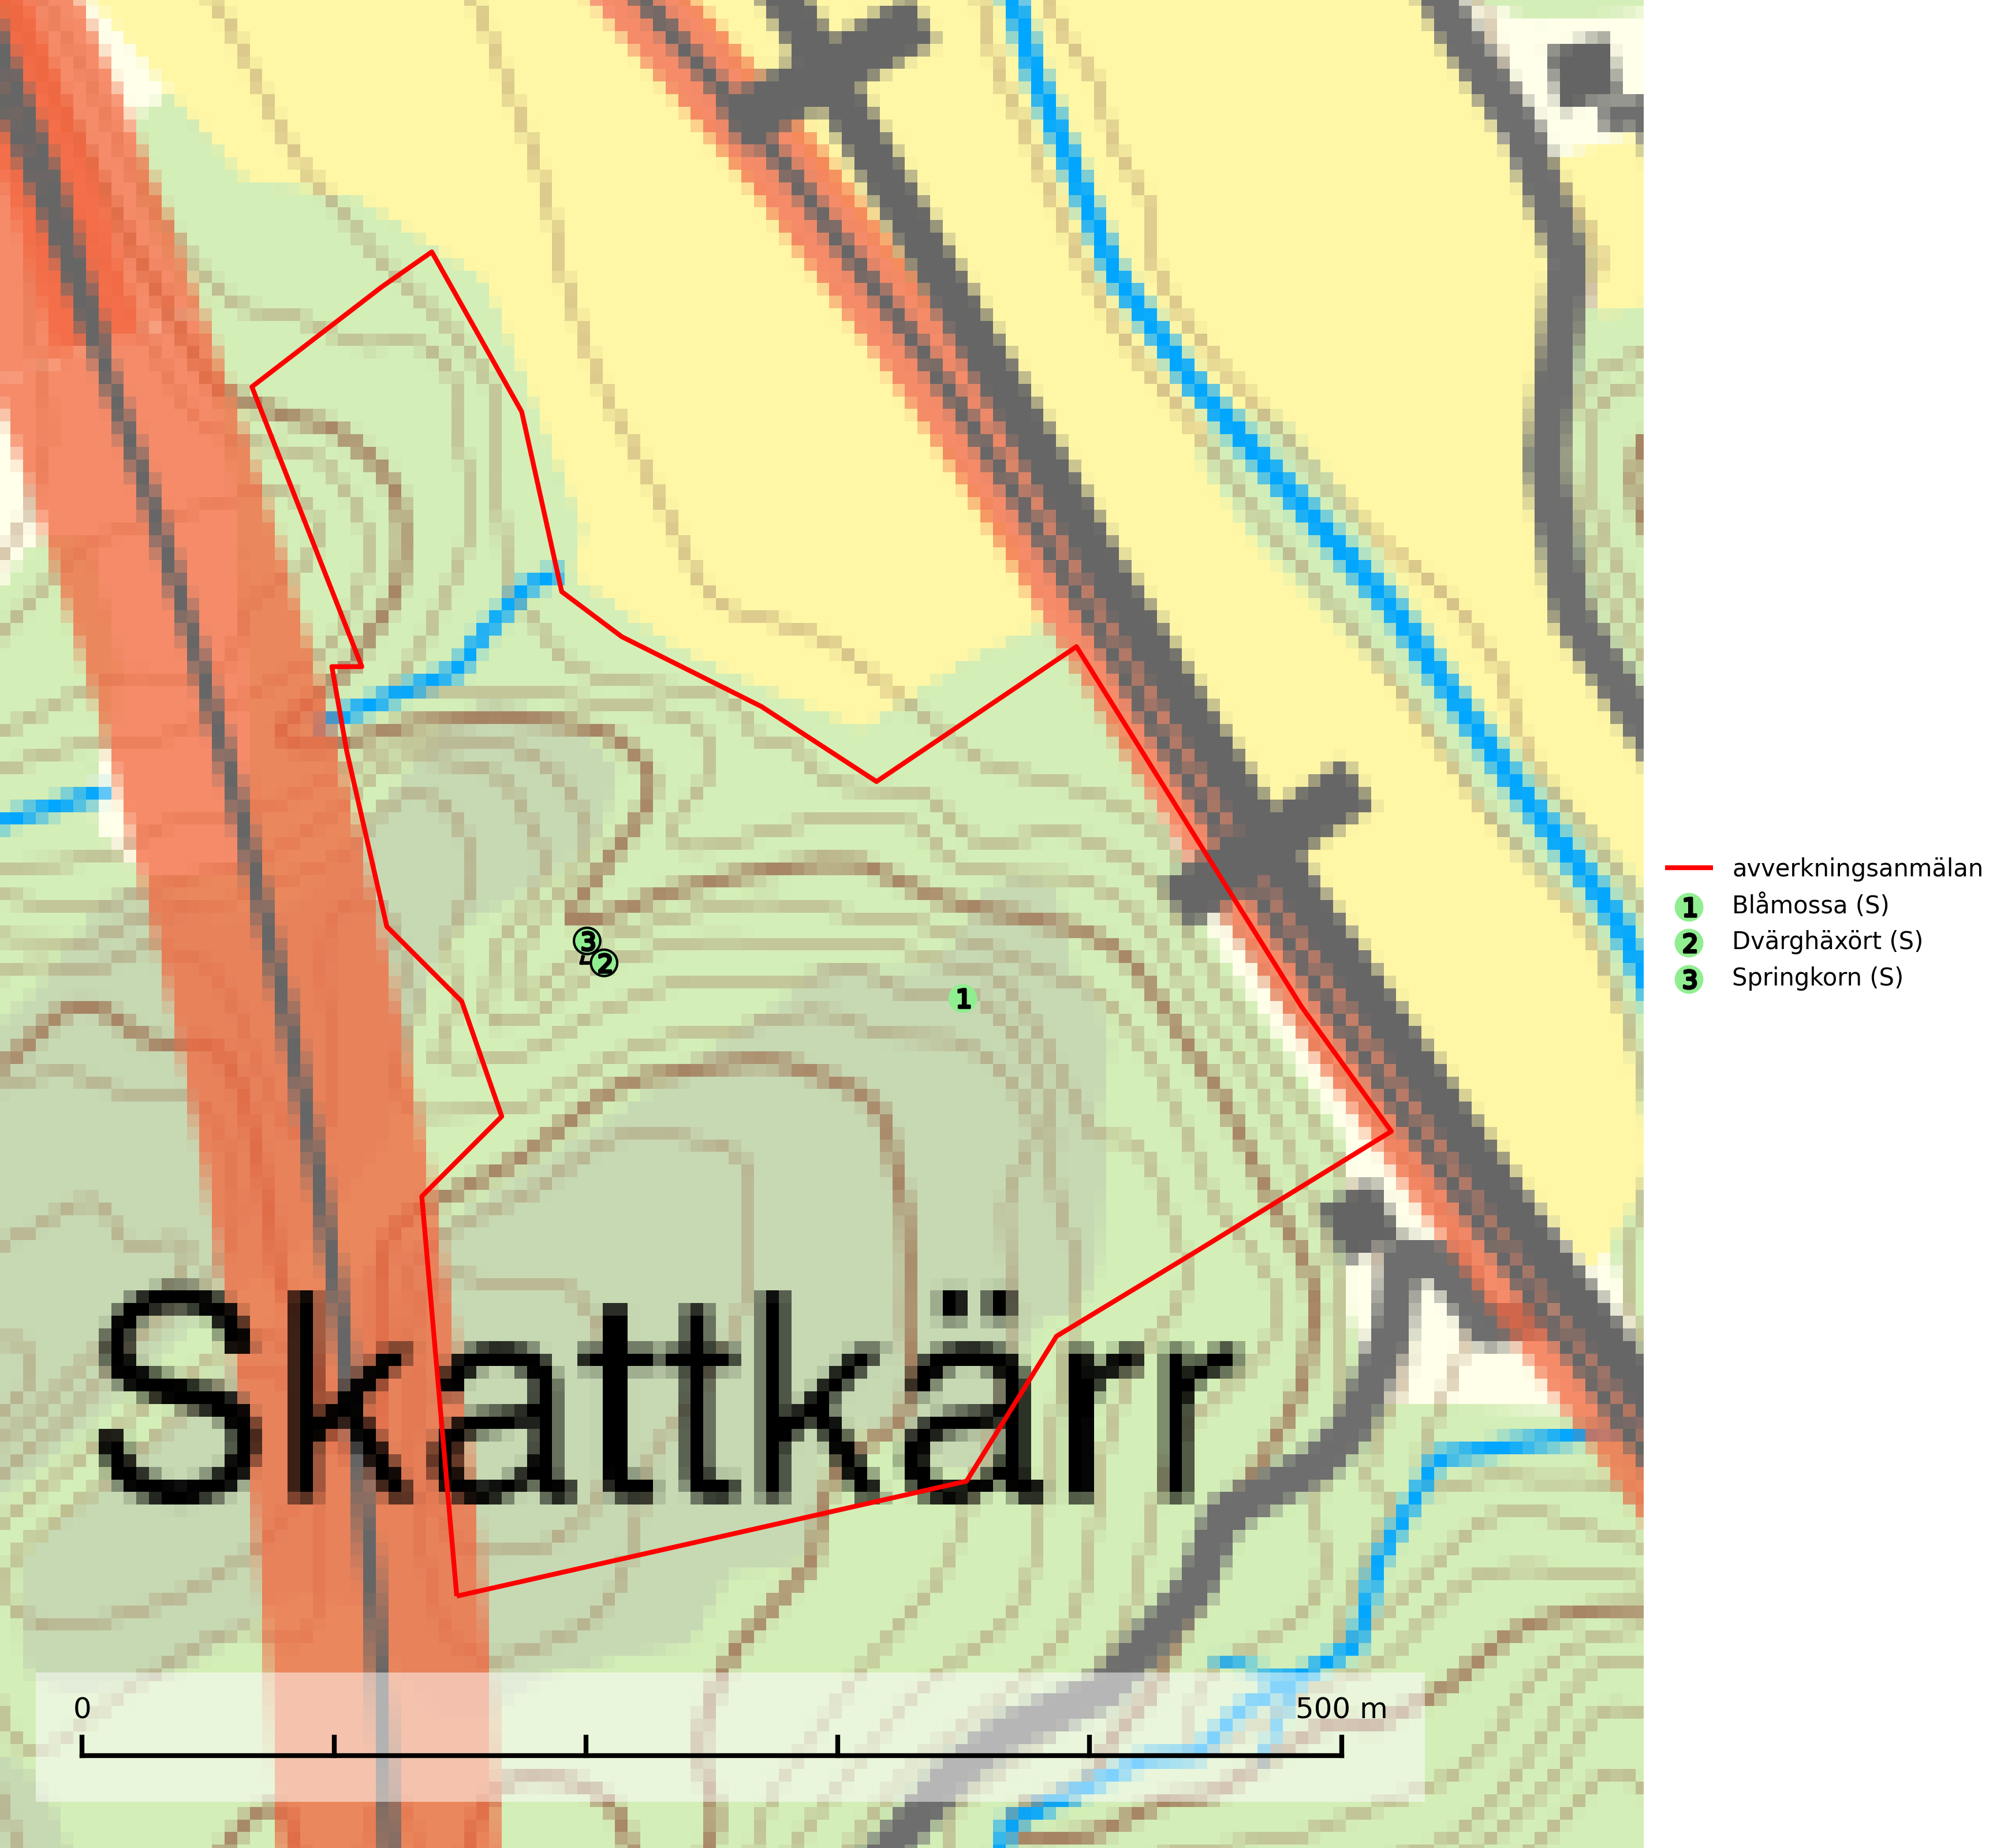 3
2
1
Skattkärr
0
500 m
avverkningsanmälan
1 Blåmossa (S)
2 Dvärghäxört (S)
3 Springkorn (S)